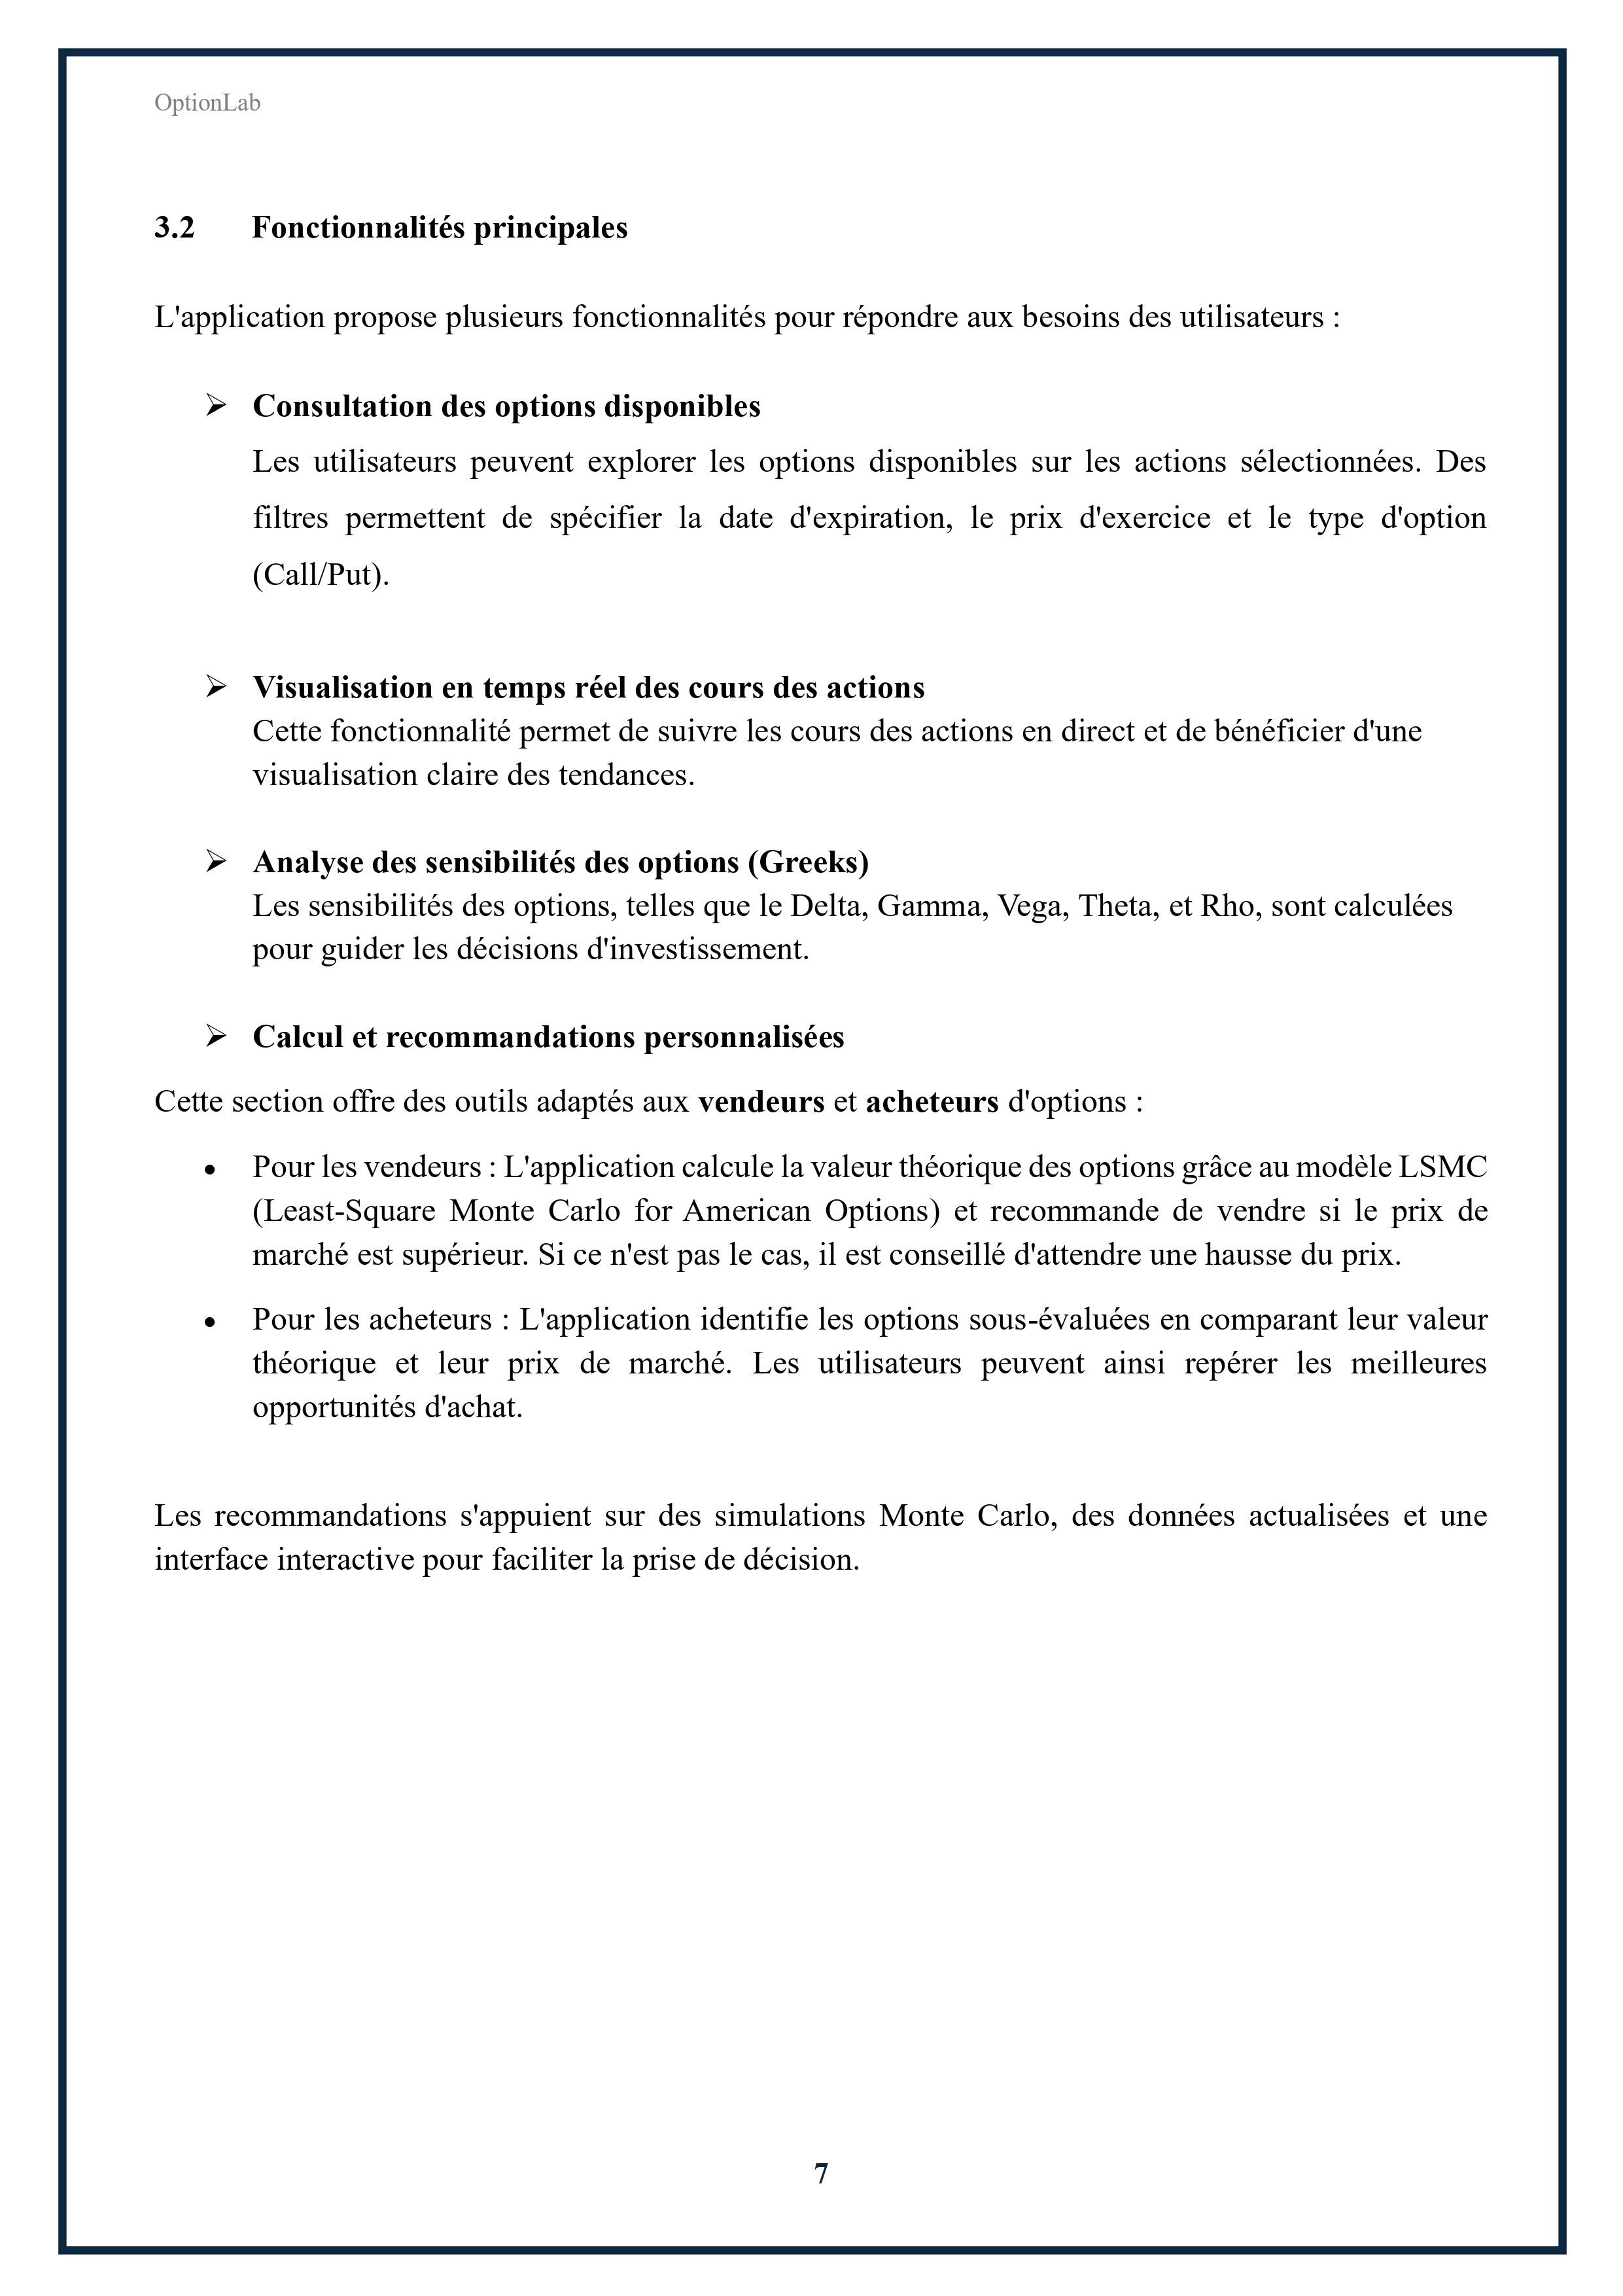 OptionLab
3.2 Fonctionnalités principales
L'application propose plusieurs fonctionnalités pour répondre aux besoins des utilisateurs :
➢ Consultation des options disponibles
Les utilisateurs peuvent explorer les options disponibles sur les actions sélectionnées. Des
filtres permettent de spécifier la date d'expiration, le prix d'exercice et le type d'option
(Call/Put).
➢ Visualisation en temps réel des cours des actions
Cette fonctionnalité permet de suivre les cours des actions en direct et de bénéficier d'une
visualisation claire des tendances.
➢ Analyse des sensibilités des options (Greeks)
Les sensibilités des options, telles que le Delta, Gamma, Vega, Theta, et Rho, sont calculées
pour guider les décisions d'investissement.
➢ Calcul et recommandations personnalisées
Cette section offre des outils adaptés aux vendeurs et acheteurs d'options :
• Pour les vendeurs : L'application calcule la valeur théorique des options grâce au modèle LSMC
(Least-Square Monte Carlo for American Options) et recommande de vendre si le prix de
marché est supérieur. Si ce n'est pas le cas, il est conseillé d'attendre une hausse du prix.
• Pour les acheteurs : L'application identifie les options sous-évaluées en comparant leur valeur
théorique et leur prix de marché. Les utilisateurs peuvent ainsi repérer les meilleures
opportunités d'achat.
Les recommandations s'appuient sur des simulations Monte Carlo, des données actualisées et une
interface interactive pour faciliter la prise de décision.
7